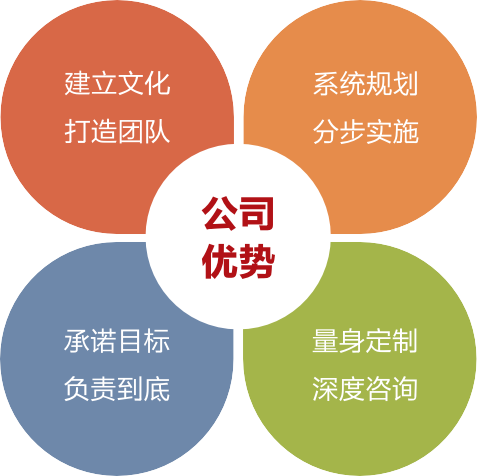 建立文化
打造团队
系统规划
分步实施
公司
优势
承诺目标
负责到底
量身定制
深度咨询